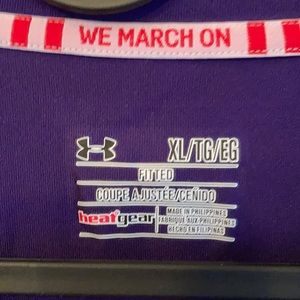 WE MARCH ON
XL/TG/EG
FITTED
COUPE AJUSTÉE/CEÑIDO
heatgear
MADE IN PHILIPPINES
FABRIQUÉ AUX PHILIPPINES
HECHO EN FILIPINAS